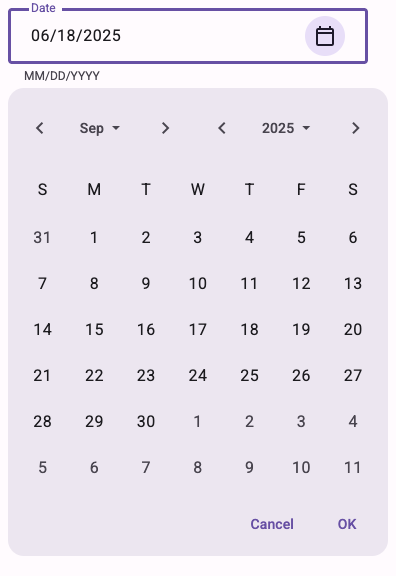 Date
06/18/2025
MM/DD/YYYY
Sep 2025
S M T W T F S
31 1 2 3 4 5 6
7 8 9 10 11 12 13
14 15 16 17 18 19 20
21 22 23 24 25 26 27
28 29 30 1 2 3 4
5 6 7 8 9 10 11
Cancel OK